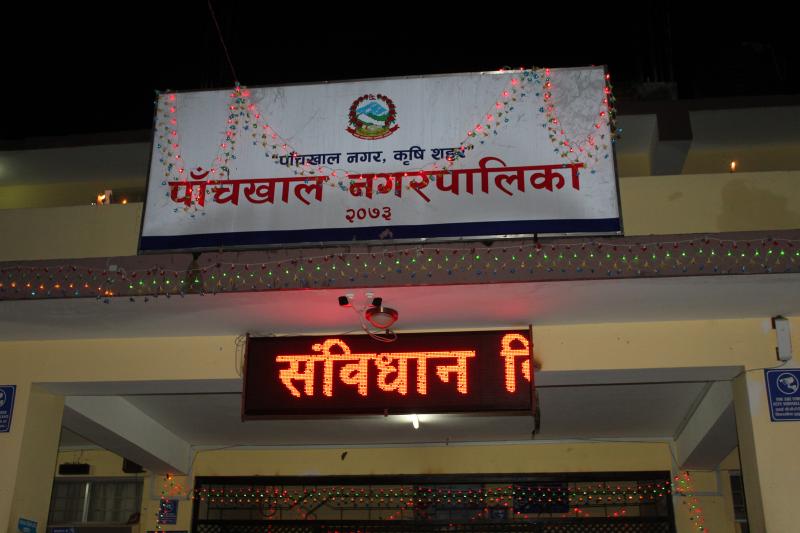 "पाँचखाल नगर, कृषि शहर"
पाँचखाल नगरपालिका
२०७३
संविधान दि